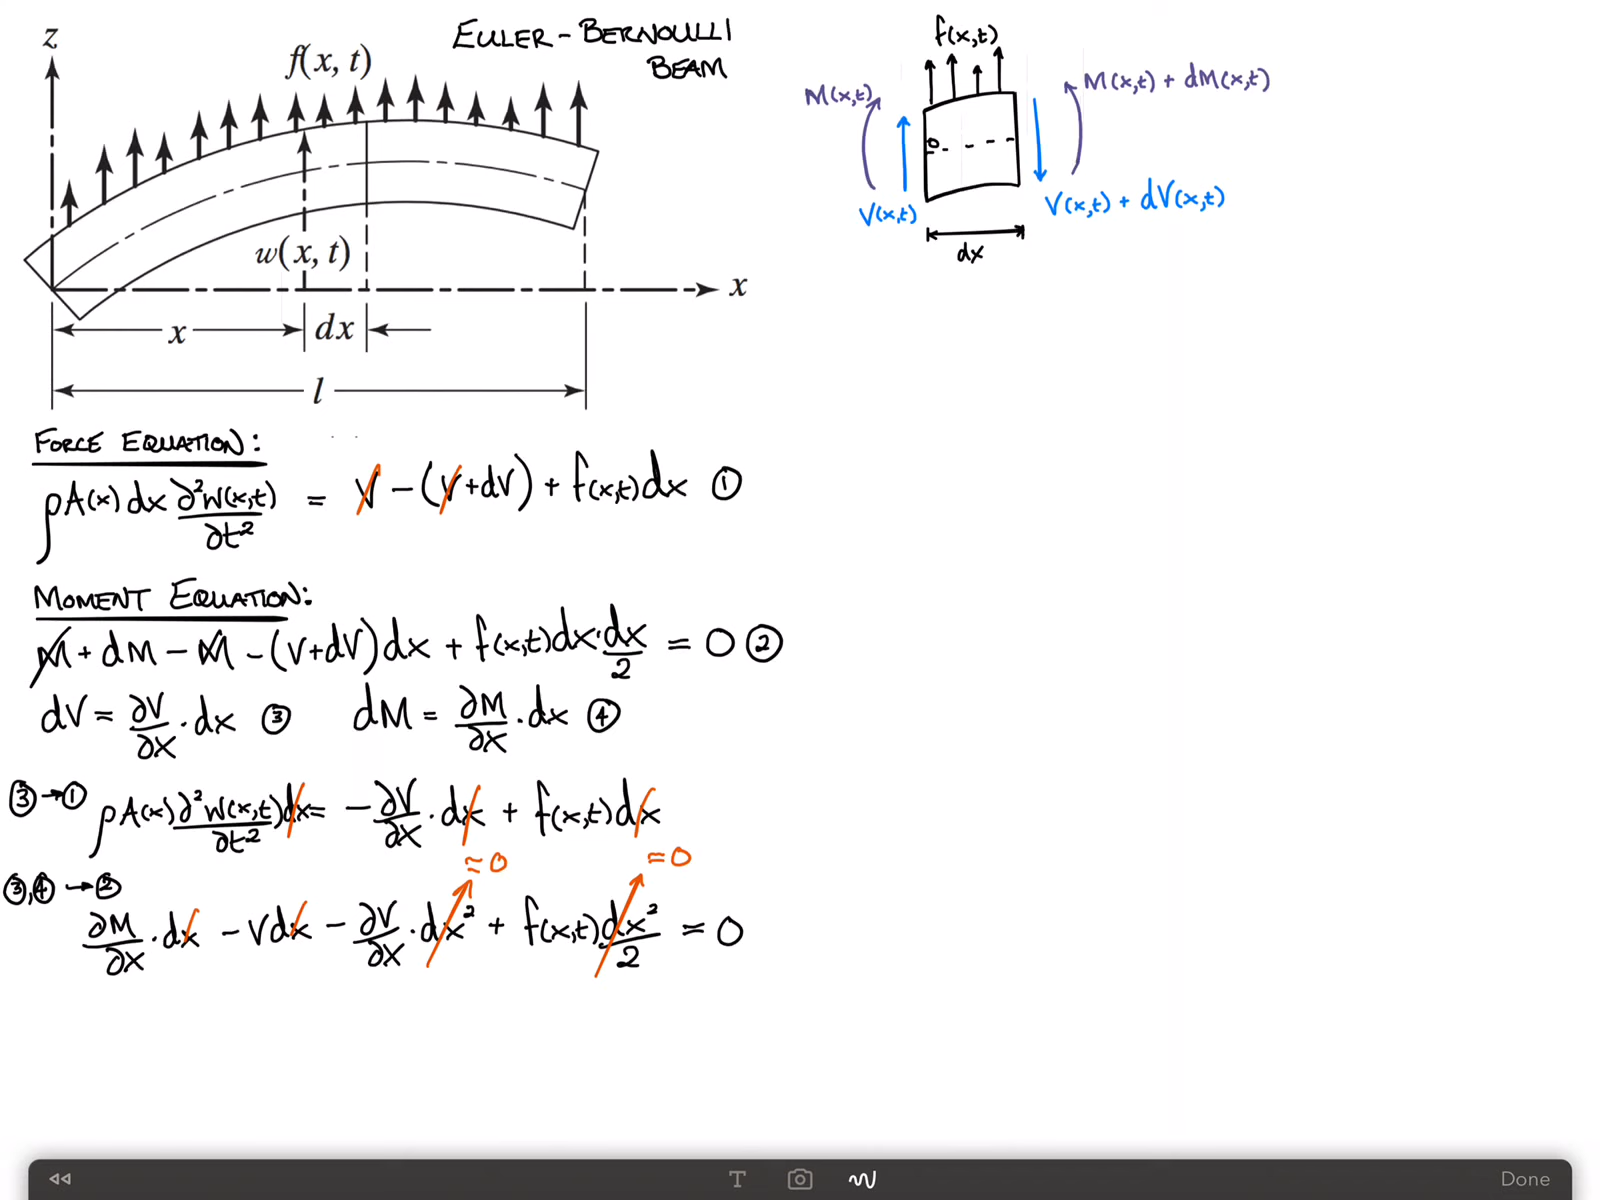 EULER-BERNOULLI
BEAM
z
f(x, t)
w(x, t)
x
x
dx
l
f(x,t)
M(x,t)
M(x,t) + dM(x,t)
V(x,t)
V(x,t) + dV(x,t)
dx
FORCE EQUATION:
ρA(x) dx ∂²w(x,t)/∂t² = V - (V+dV) + f(x,t)dx ①
MOMENT EQUATION:
M + dM - M - (V+dV)dx + f(x,t)dx·dx/2 = 0 ②
dV = ∂V/∂x · dx ③ dM = ∂M/∂x · dx ④
③→① ρA(x) ∂²w(x,t)/∂t² dx = -∂V/∂x · dx + f(x,t) dx
≈0 ≈0
③,④ →②
∂M/∂x · dx - Vdx - ∂V/∂x · dx² + f(x,t) dx²/2 = 0
T Done